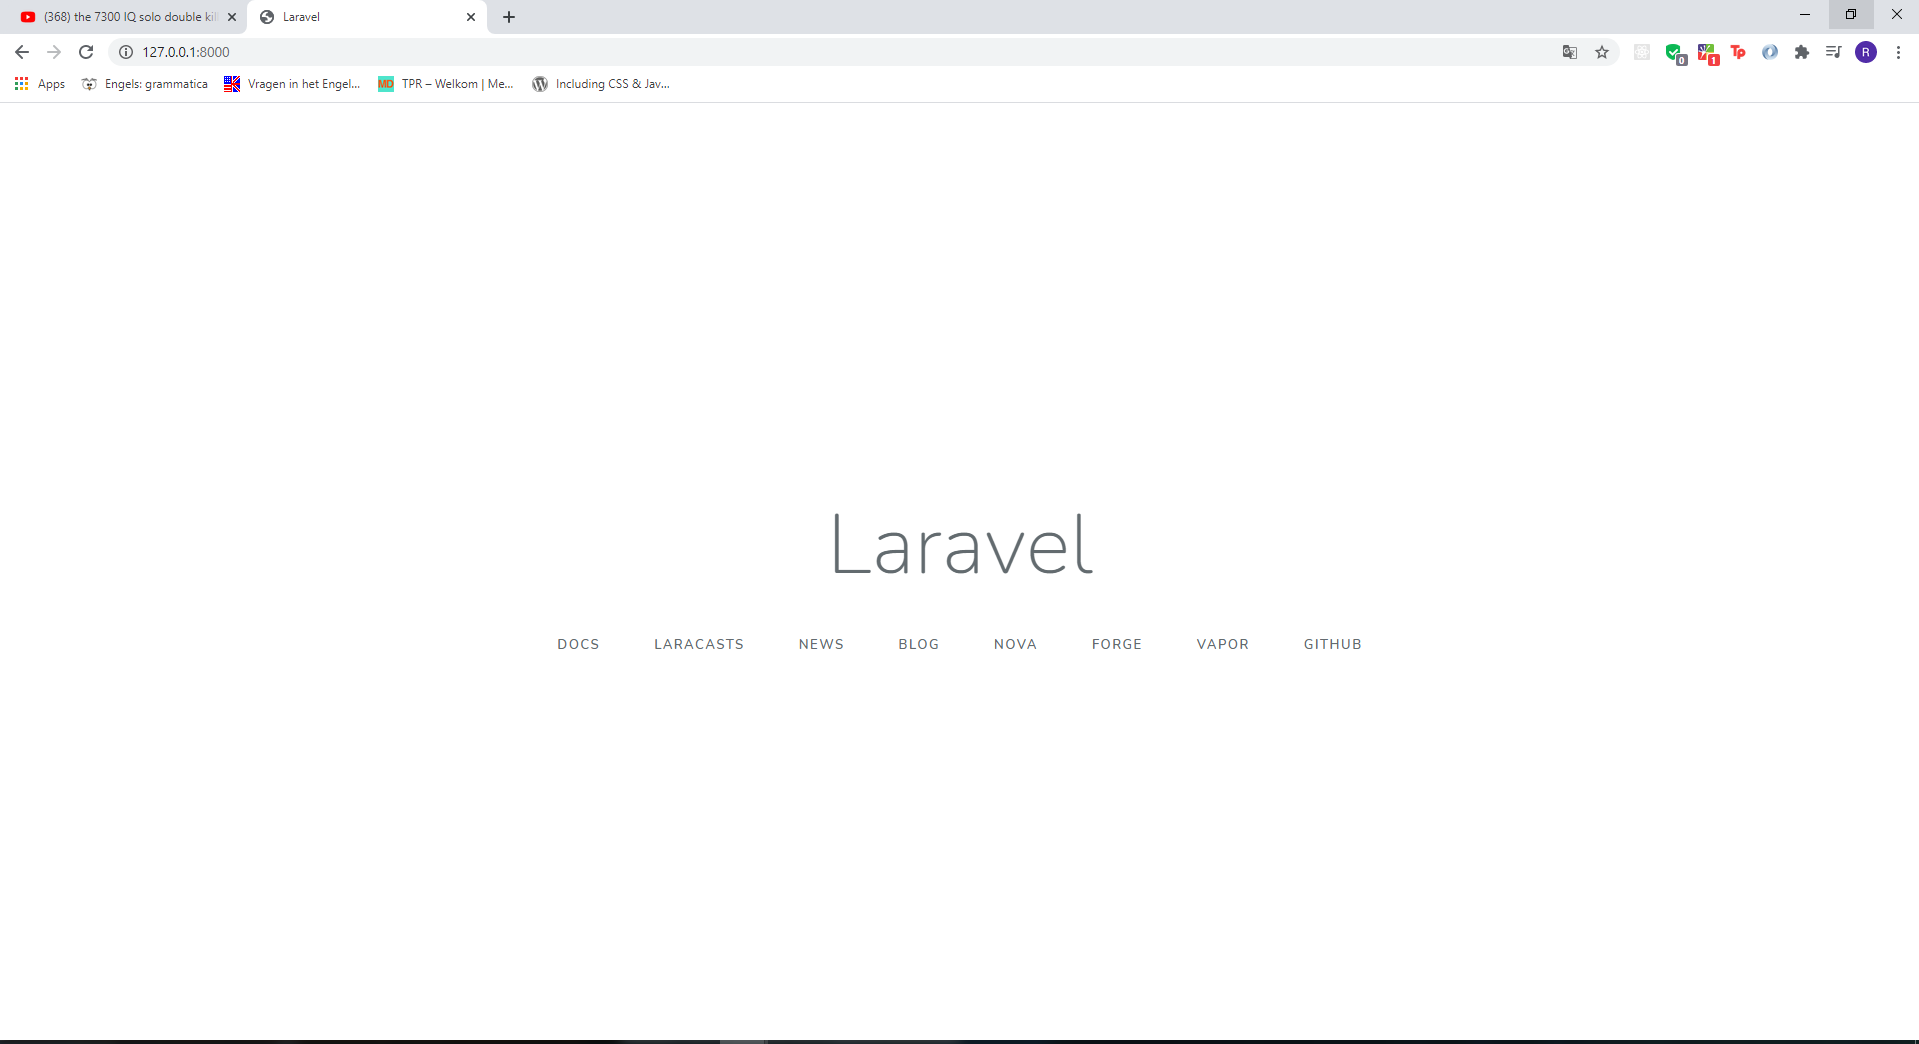 (368) the 7300 IQ solo double kil
Laravel
127.0.0.1:8000
0
1
Tp
R
Apps
Engels: grammatica
Vragen in het Engel...
MD
TPR – Welkom | Me...
Including CSS & Jav...
Laravel
DOCS
LARACASTS
NEWS
BLOG
NOVA
FORGE
VAPOR
GITHUB